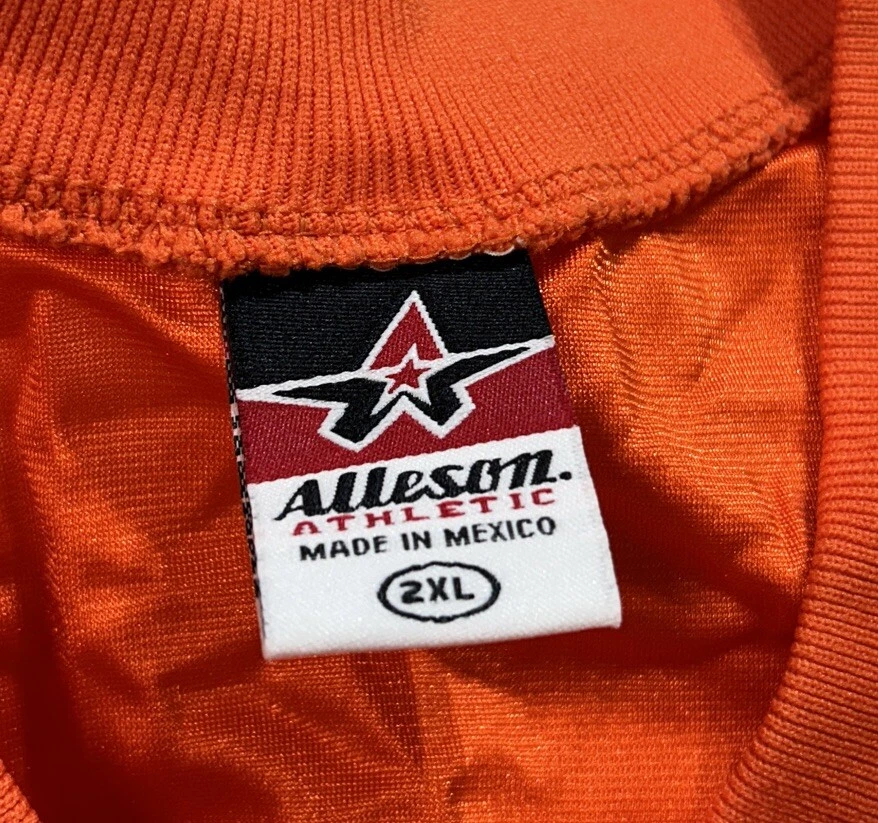 Alleson.
ATHLETIC
MADE IN MEXICO
2XL